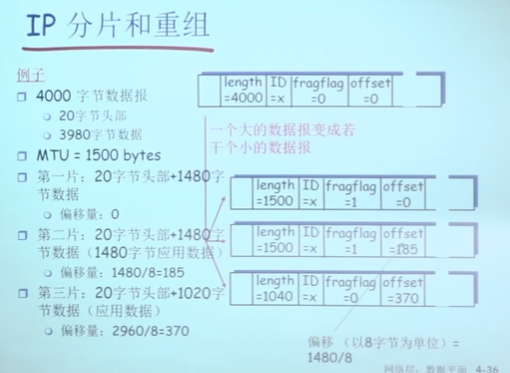 IP 分片和重组
例子
4000 字节数据报
20字节头部
3980字节数据
MTU = 1500 bytes
第一片：20字节头部+1480字
节数据
偏移量：0
第二片：20字节头部+1480字
节数据（1480字节应用数据）
偏移量：1480/8=185
第三片：20字节头部+1020字
节数据（应用数据）
偏移量：2960/8=370
length ID fragflag offset
=4000 =x =0 =0
一个大的数据报变成若
干个小的数据报
length ID fragflag offset
=1500 =x =1 =0
length ID fragflag offset
=1500 =x =1 =185
length ID fragflag offset
=1040 =x =0 =370
偏移（以8字节为单位）=
1480/8
网络层：数据平面 4-36